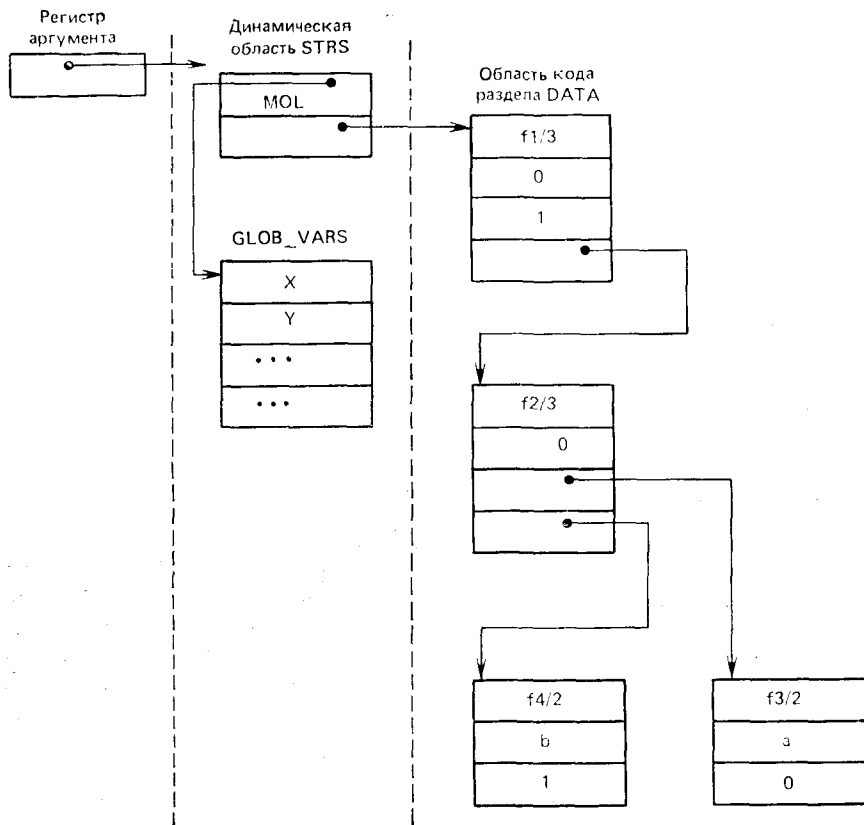 Регистр
аргумента
Динамическая
область STRS
MOL
GLOB_VARS
X
Y
...
...
Область кода
раздела DATA
f1/3
0
1
f2/3
0
f4/2
b
1
f3/2
a
0